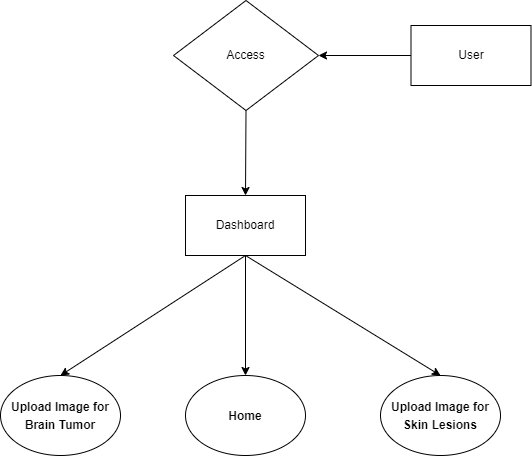 Access
User
Dashboard
Upload Image for
Brain Tumor
Home
Upload Image for
Skin Lesions